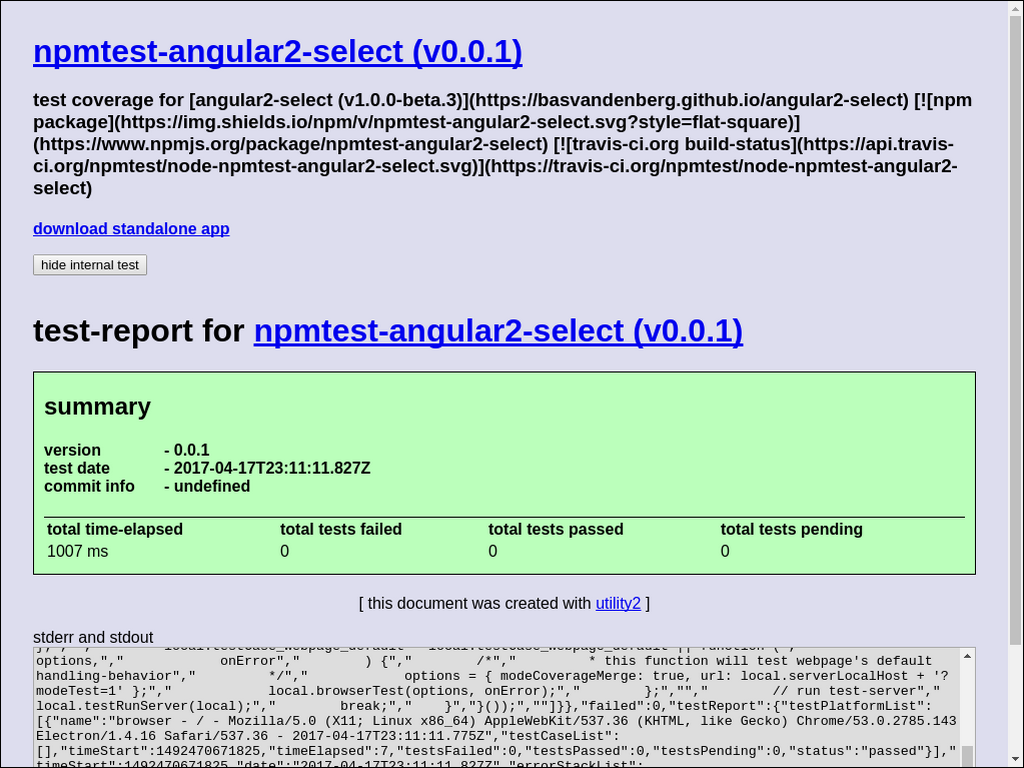 npmtest-angular2-select (v0.0.1)
test coverage for [angular2-select (v1.0.0-beta.3)](https://basvandenberg.github.io/angular2-select) [![npm
package](https://img.shields.io/npm/v/npmtest-angular2-select.svg?style=flat-square)]
(https://www.npmjs.org/package/npmtest-angular2-select) [![travis-ci.org build-status](https://api.travis-
ci.org/npmtest/node-npmtest-angular2-select.svg)](https://travis-ci.org/npmtest/node-npmtest-angular2-
select)
download standalone app
hide internal test
test-report for npmtest-angular2-select (v0.0.1)
summary
version - 0.0.1
test date - 2017-04-17T23:11:11.827Z
commit info - undefined
total time-elapsed total tests failed total tests passed total tests pending
1007 ms 0 0 0
[ this document was created with utility2 ]
stderr and stdout
options,"," onError"," ) {"," /*"," * this function will test webpage's default
handling-behavior"," */"," options = { modeCoverageMerge: true, url: local.serverLocalHost + '?
modeTest=1' };"," local.browserTest(options, onError);"," };",""," // run test-server","
local.testRunServer(local);"," break;"," }","}());",""]}},"failed":0,"testReport":{"testPlatformList":
[{"name":"browser - / - Mozilla/5.0 (X11; Linux x86_64) AppleWebKit/537.36 (KHTML, like Gecko) Chrome/53.0.2785.143
Electron/1.4.16 Safari/537.36 - 2017-04-17T23:11:11.775Z","testCaseList":
[],"timeStart":1492470671825,"timeElapsed":7,"testsFailed":0,"testsPassed":0,"testsPending":0,"status":"passed"}],"
timeStart":1492470671825,"date":"2017-04-17T23:11:11.827Z","errorStackList":